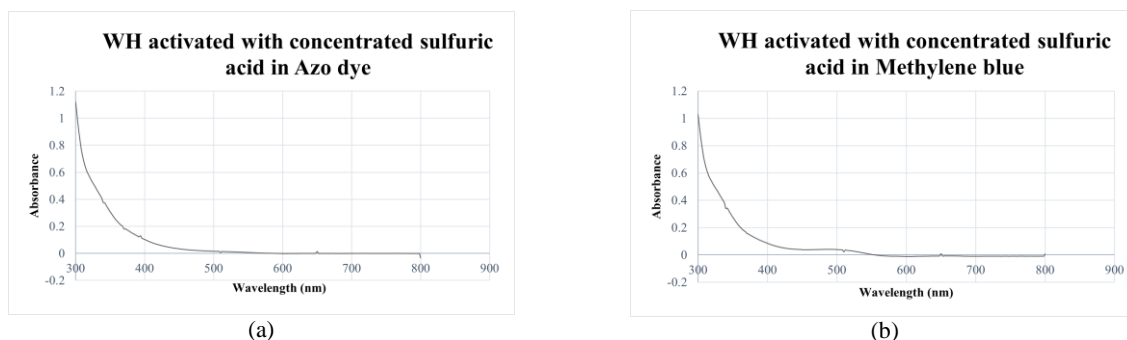 WH activated with concentrated sulfuric
acid in Azo dye
1.2
1
0.8
0.6
0.4
0.2
0
-0.2
Absorbance
300 400 500 600 700 800 900
Wavelength (nm)
(a)
WH activated with concentrated sulfuric
acid in Methylene blue
1.2
1
0.8
0.6
0.4
0.2
0
-0.2
Absorbance
300 400 500 600 700 800 900
Wavelength (nm)
(b)